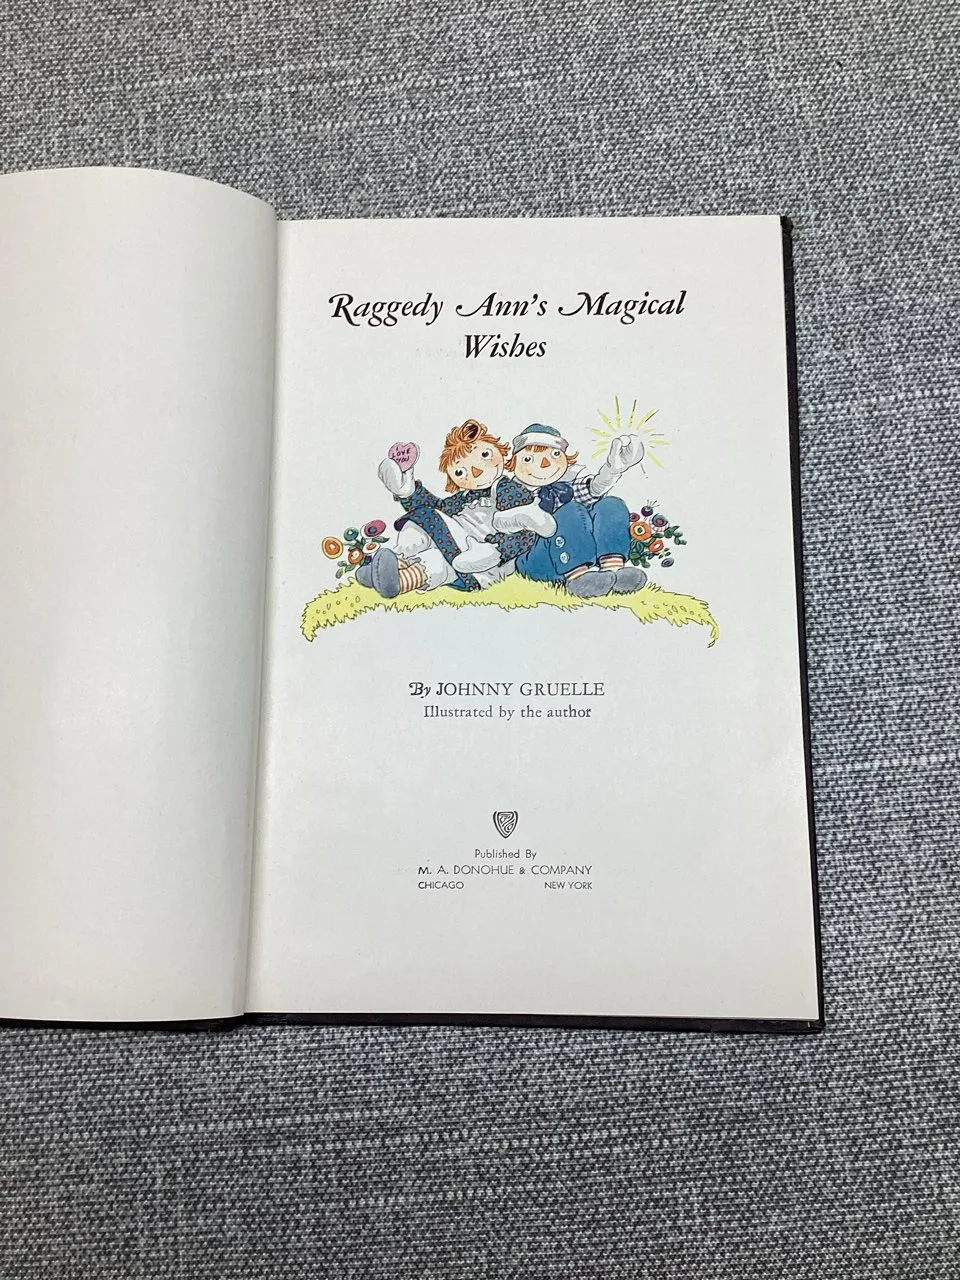 Raggedy Ann's Magical
Wishes
I
LOVE
YOU
By JOHNNY GRUELLE
Illustrated by the author
Published By
M. A. DONOHUE & COMPANY
CHICAGO NEW YORK